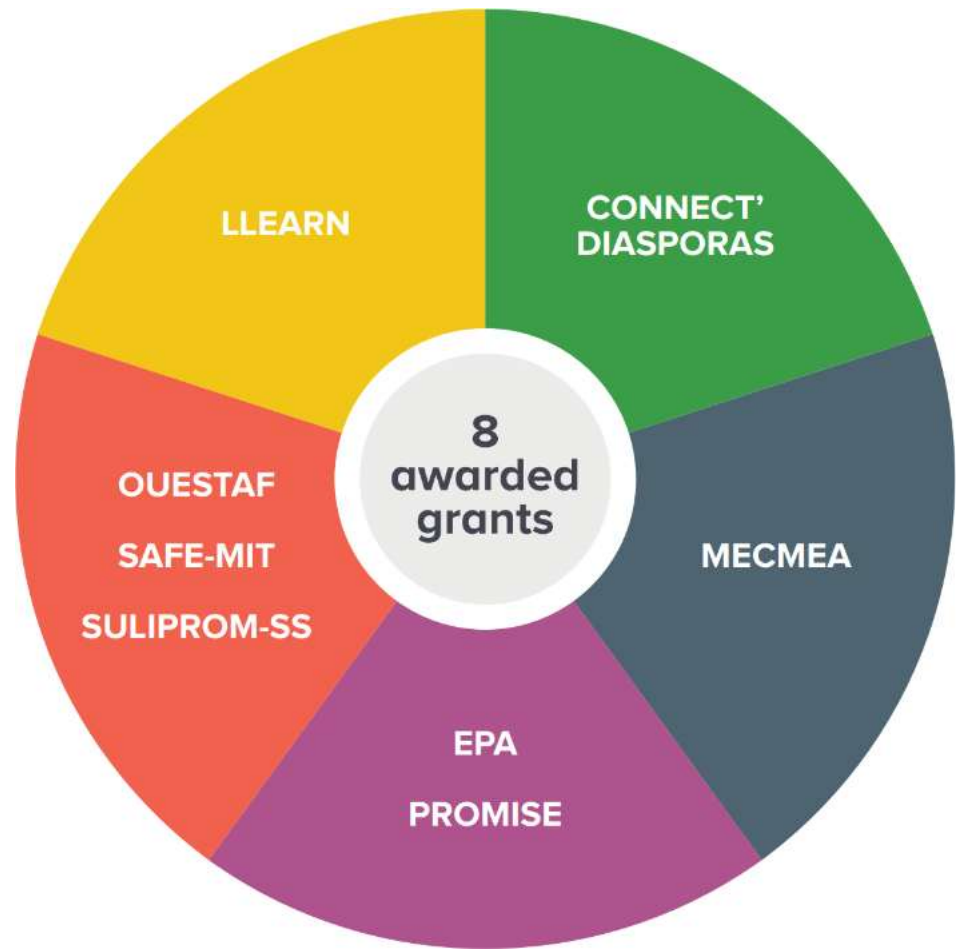 LLEARN
CONNECT'
DIASPORAS
8
awarded
grants
OUESTAF
SAFE-MIT
SULIPROM-SS
MECMEA
EPA
PROMISE